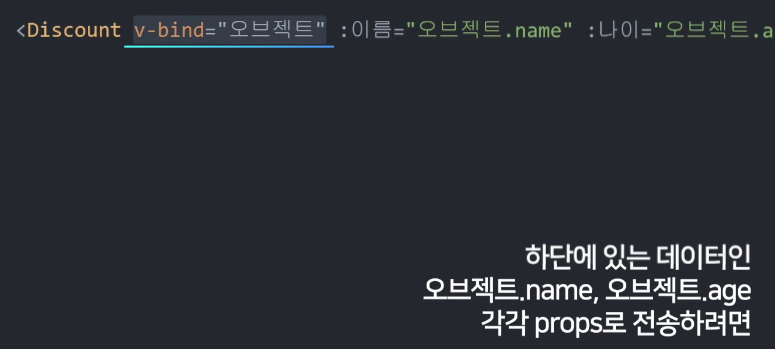 <Discount v-bind="오브젝트" :이름="오브젝트.name" :나이="오브젝트.a
하단에 있는 데이터인
오브젝트.name, 오브젝트.age
각각 props로 전송하려면